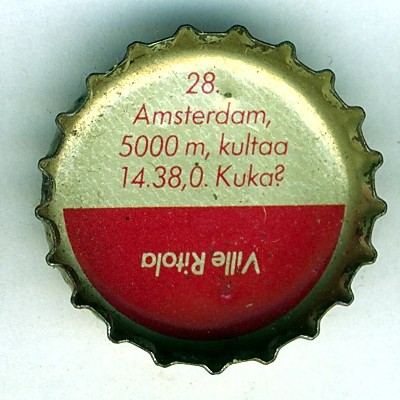 28.
Amsterdam,
5000 m, kultaa
14.38,0. Kuka?
Ville Ritola